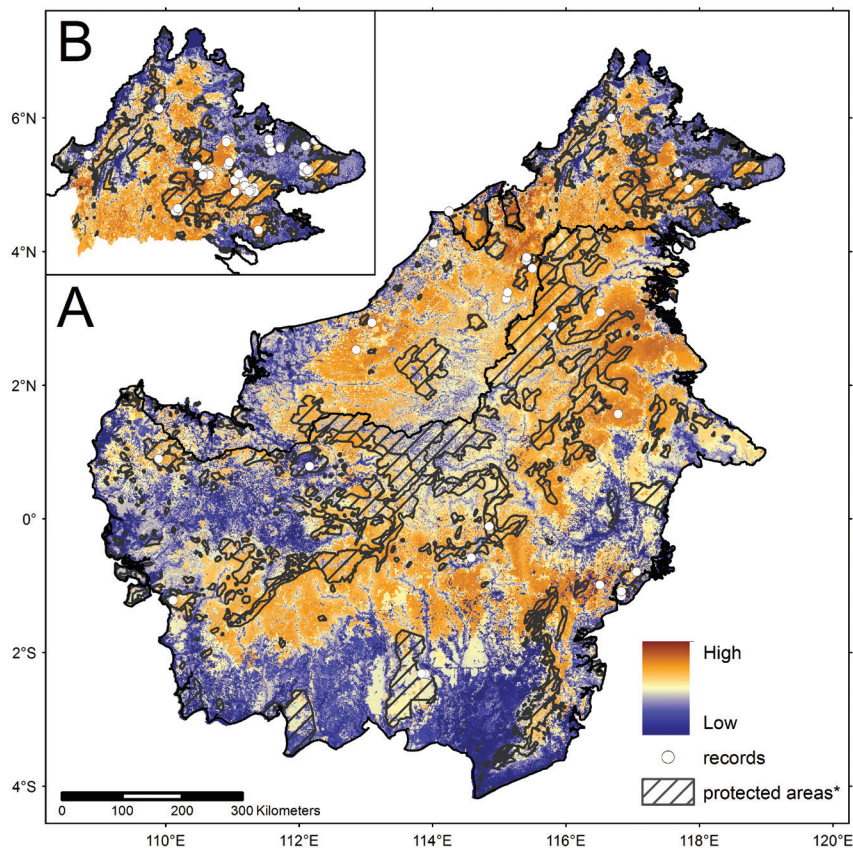 B
A
6°N
4°N
2°N
0°
2°S
4°S
High
Low
records
protected areas*
0 100 200 300 Kilometers
110°E 112°E 114°E 116°E 118°E 120°E